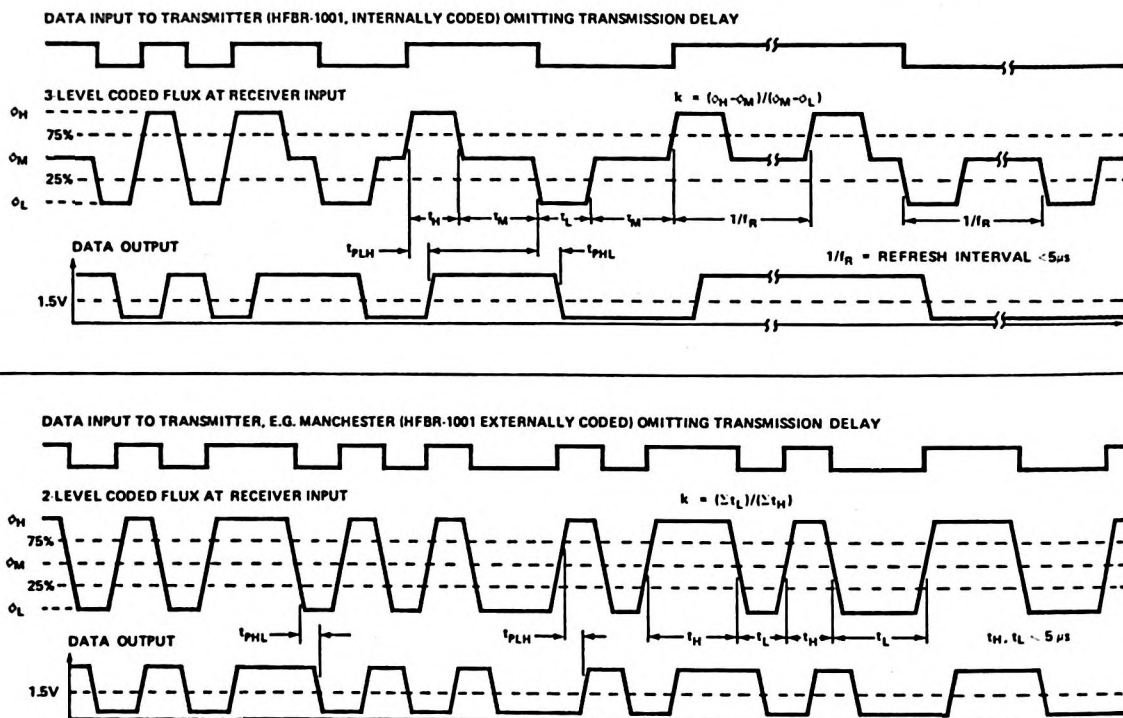 DATA INPUT TO TRANSMITTER (HFBR-1001, INTERNALLY CODED) OMITTING TRANSMISSION DELAY
3-LEVEL CODED FLUX AT RECEIVER INPUT
k = (ϕH-ϕM)/(ϕM-ϕL)
ϕH
75%
ϕM
25%
ϕL
tH
tM
tL
tM
1/fR
1/fR
tPLH
tPHL
DATA OUTPUT
1/fR = REFRESH INTERVAL <5μs
1.5V
DATA INPUT TO TRANSMITTER, E.G. MANCHESTER (HFBR-1001 EXTERNALLY CODED) OMITTING TRANSMISSION DELAY
2-LEVEL CODED FLUX AT RECEIVER INPUT
k = (ΣtL)/(ΣtH)
ϕH
75%
ϕM
25%
ϕL
tPHL
tPLH
tH
tL
tH
tL
tH, tL < 5 μs
DATA OUTPUT
1.5V